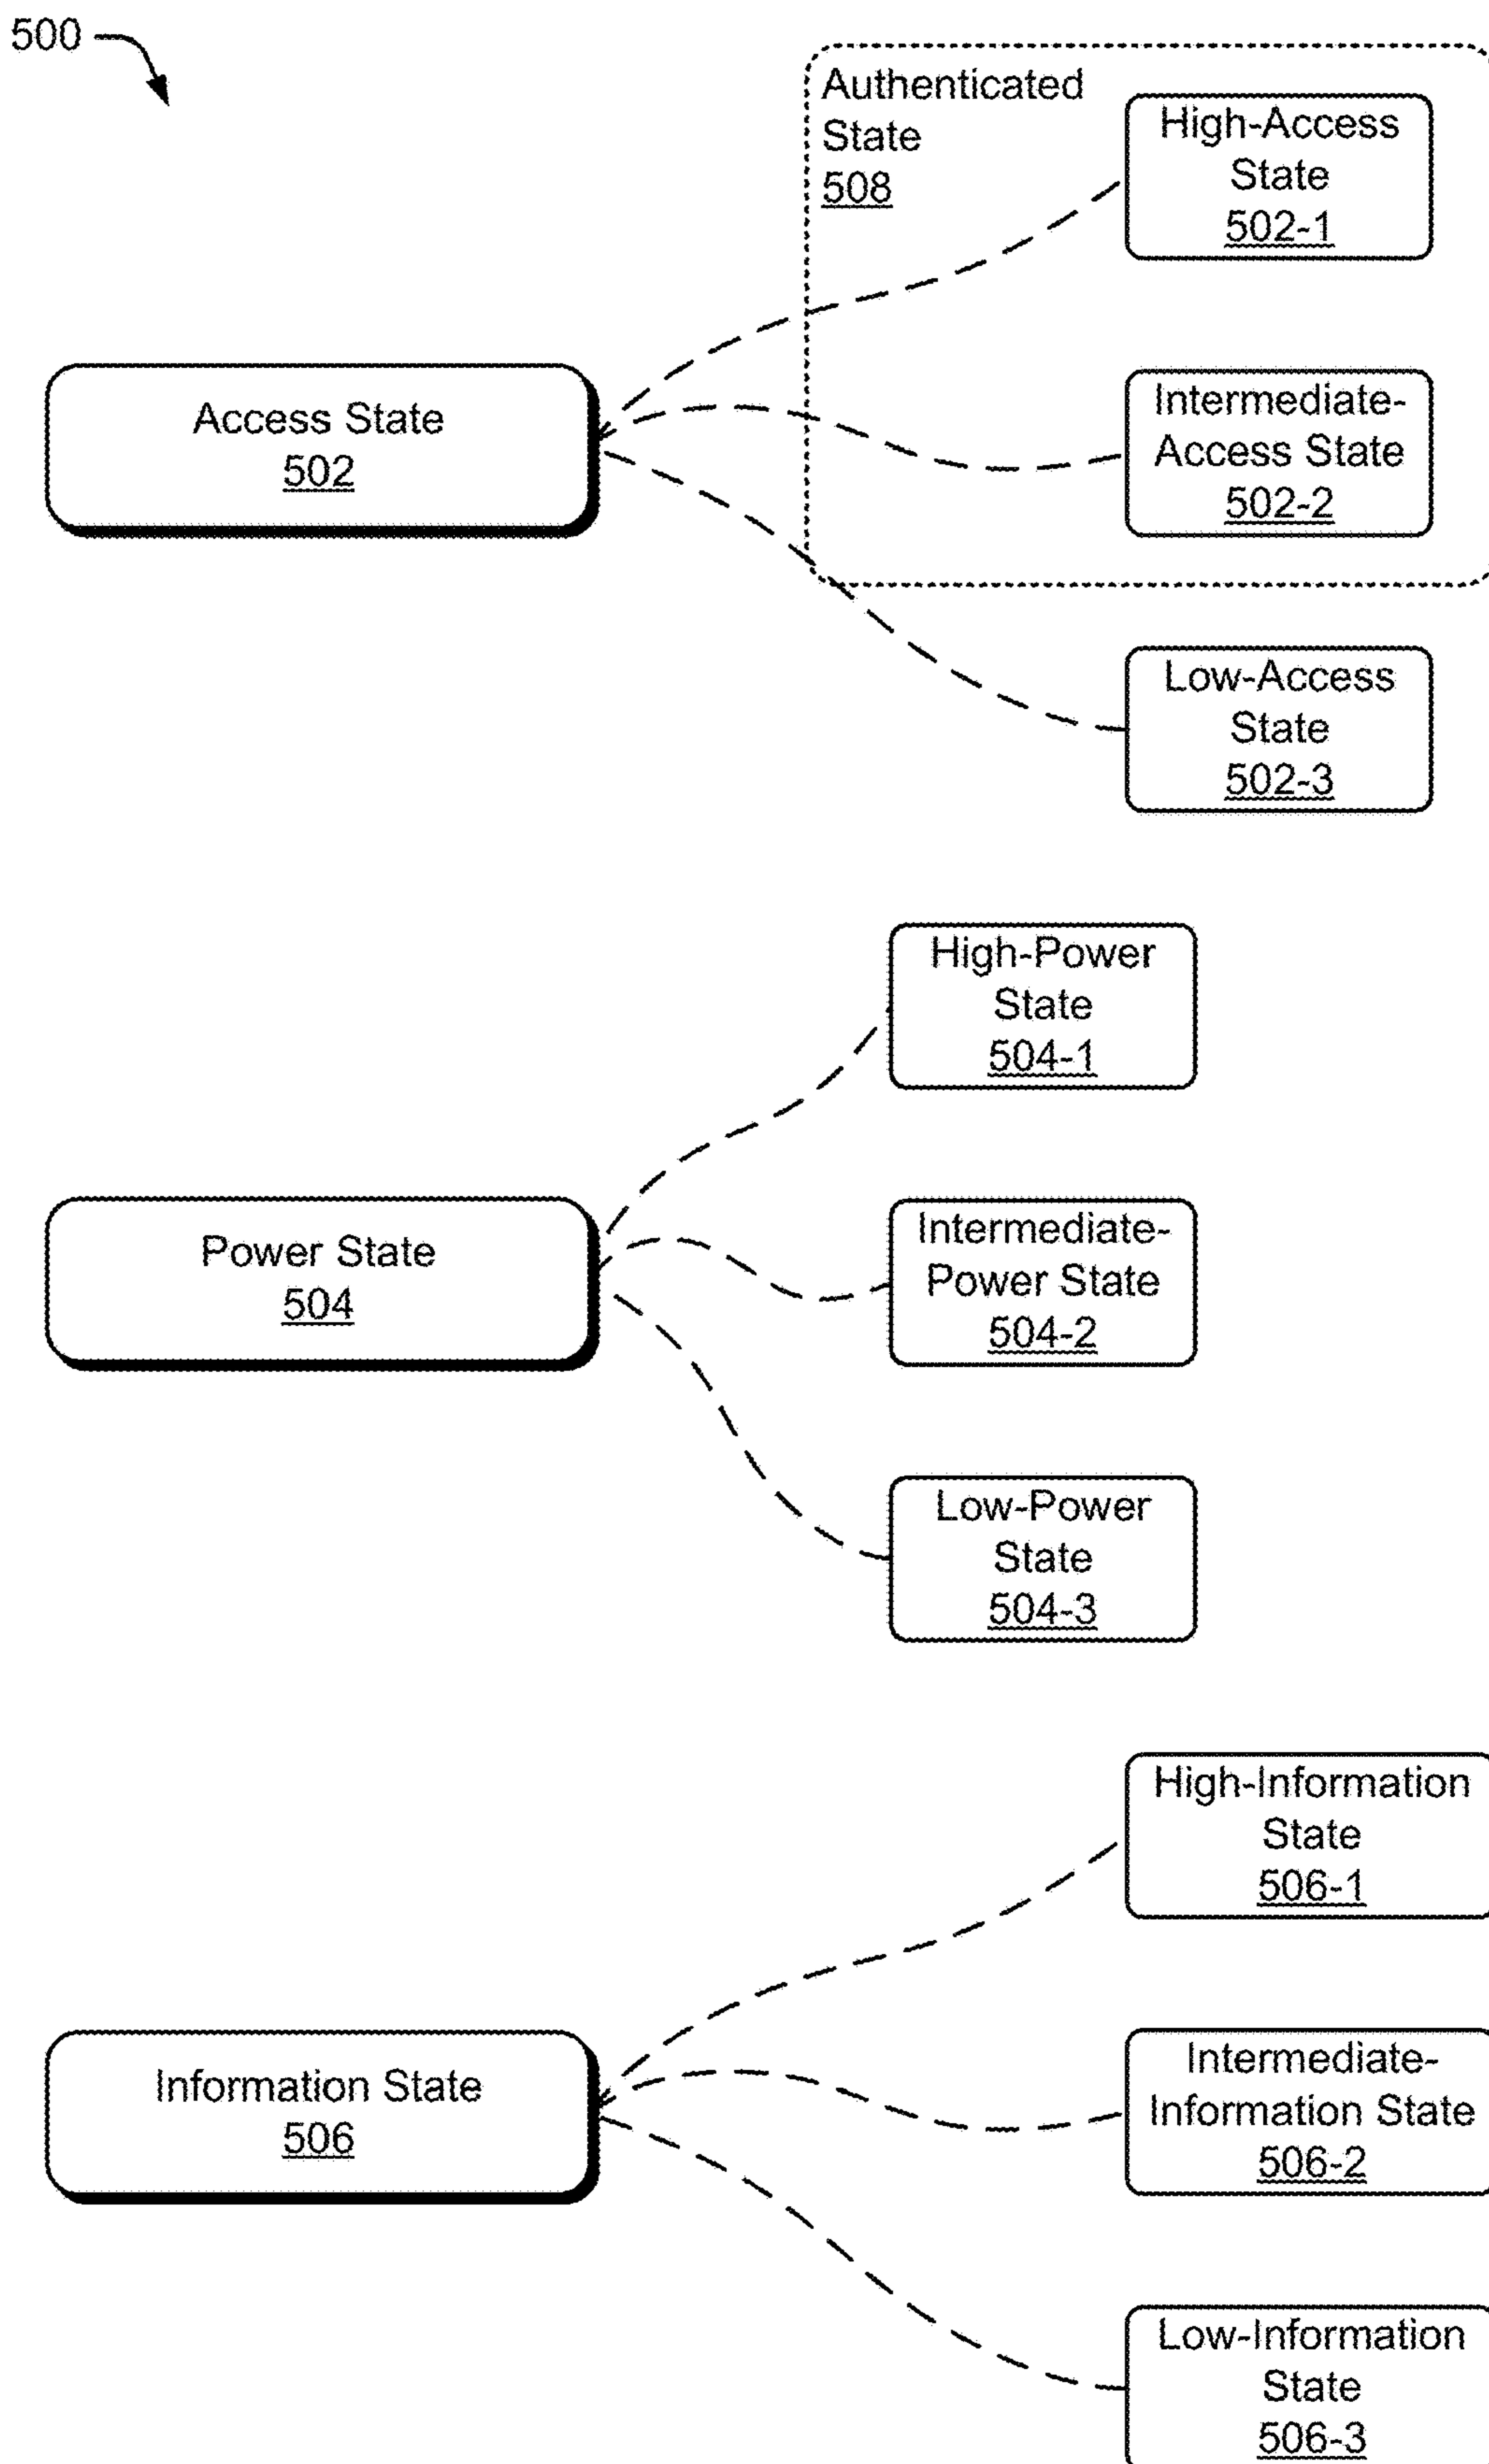 500
Authenticated
State
508
High-Access
State
502-1
Access State
502
Intermediate-
Access State
502-2
Low-Access
State
502-3
High-Power
State
504-1
Power State
504
Intermediate-
Power State
504-2
Low-Power
State
504-3
High-Information
State
506-1
Information State
506
Intermediate-
Information State
506-2
Low-Information
State
506-3